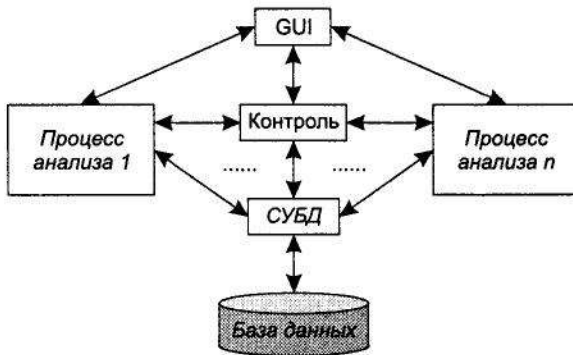 GUI
Процесс
анализа 1
Контроль
Процесс
анализа n
...... ......
СУБД
База данных